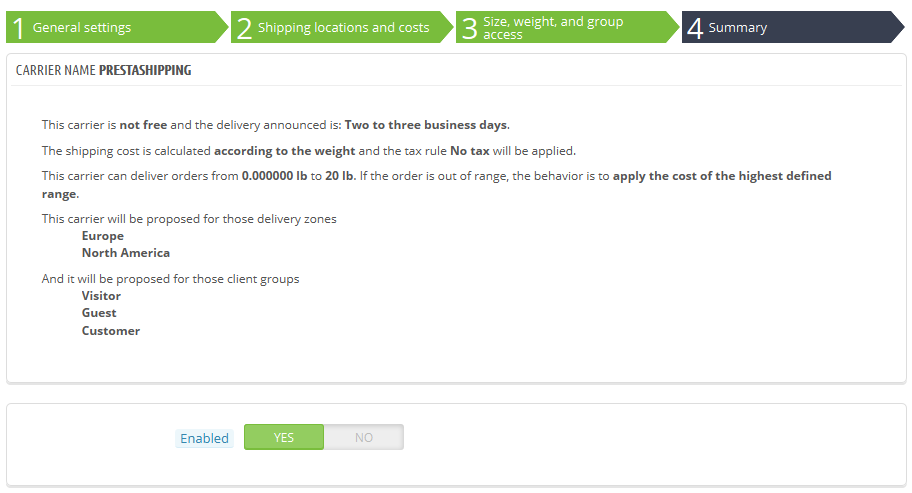 1 General settings
2 Shipping locations and costs
3 Size, weight, and group access
4 Summary
CARRIER NAME PRESTASHIPPING
This carrier is not free and the delivery announced is: Two to three business days.
The shipping cost is calculated according to the weight and the tax rule No tax will be applied.
This carrier can deliver orders from 0.000000 lb to 20 lb. If the order is out of range, the behavior is to apply the cost of the highest defined
range.
This carrier will be proposed for those delivery zones
Europe
North America
And it will be proposed for those client groups
Visitor
Guest
Customer
Enabled YES NO